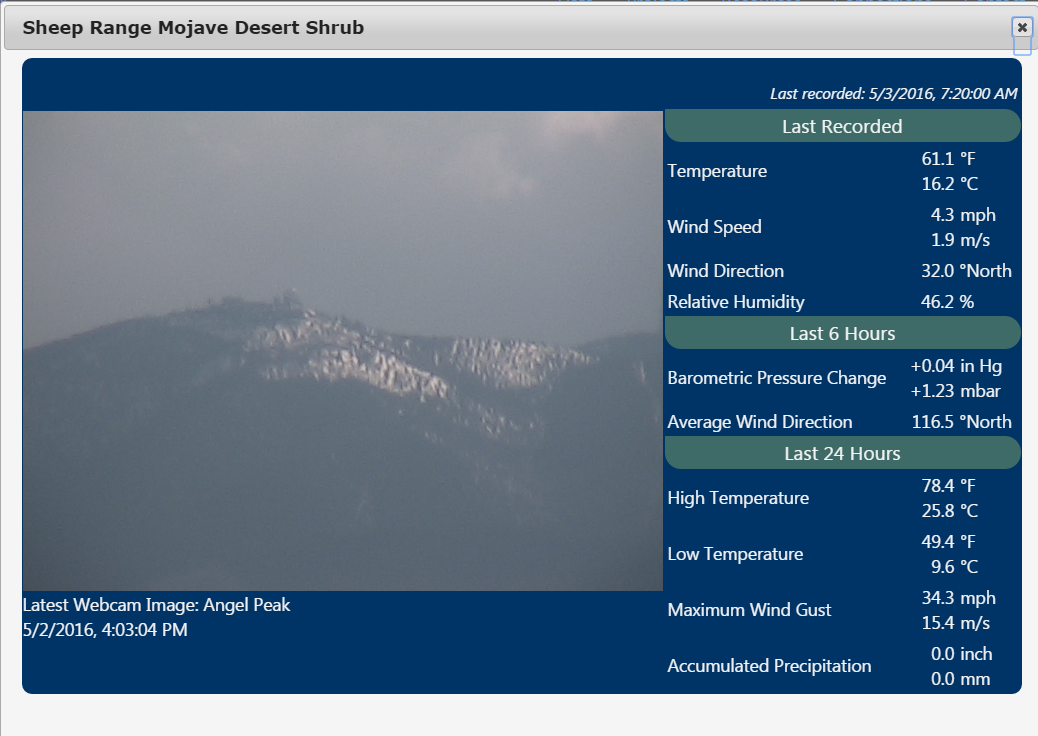 Sheep Range Mojave Desert Shrub
Last recorded: 5/3/2016, 7:20:00 AM
Last Recorded
Temperature 61.1 °F
16.2 °C
Wind Speed 4.3 mph
1.9 m/s
Wind Direction 32.0 °North
Relative Humidity 46.2 %
Last 6 Hours
Barometric Pressure Change +0.04 in Hg
+1.23 mbar
Average Wind Direction 116.5 °North
Last 24 Hours
High Temperature 78.4 °F
25.8 °C
Low Temperature 49.4 °F
9.6 °C
Maximum Wind Gust 34.3 mph
15.4 m/s
Accumulated Precipitation 0.0 inch
0.0 mm
Latest Webcam Image: Angel Peak
5/2/2016, 4:03:04 PM